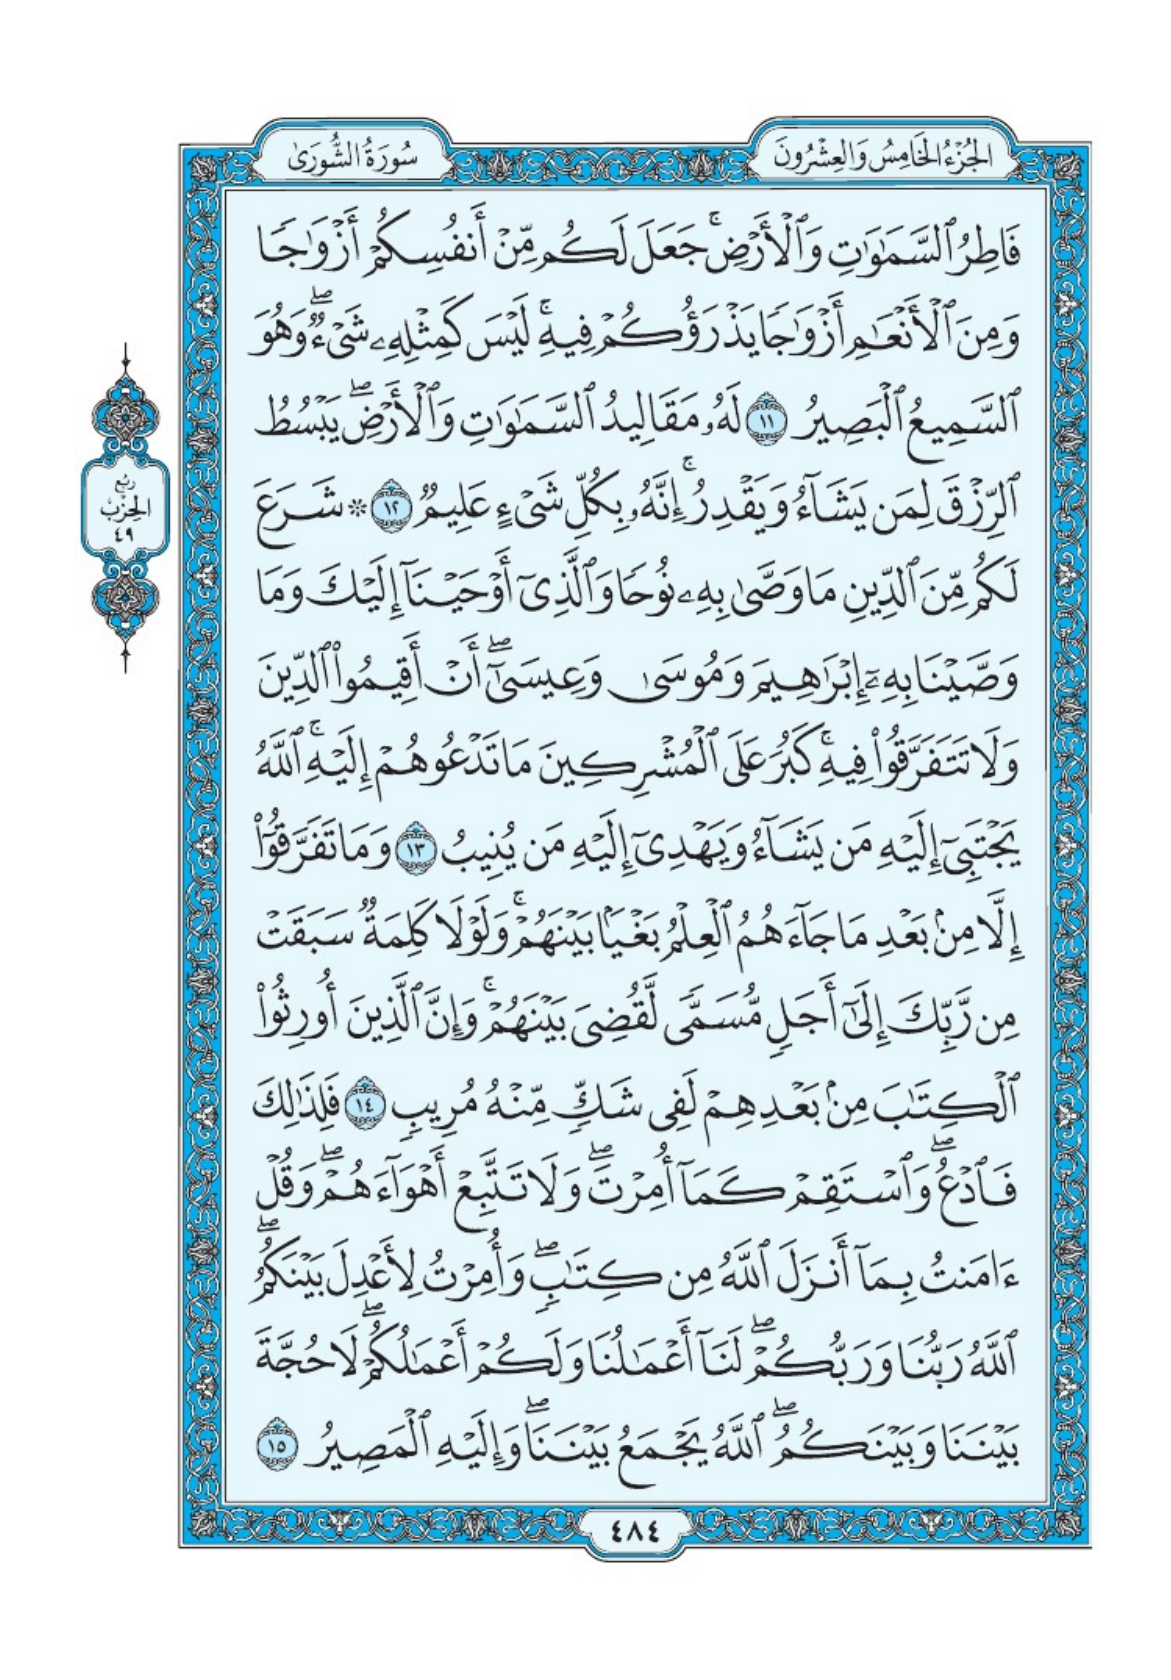 الجُزْءُ الخَامِسُ وَالعِشْرُونَ
سُورَةُ الشُّورَىٰ
فَاطِرُ ٱلسَّمَٰوَٰتِ وَٱلْأَرْضِۚ جَعَلَ لَكُم مِّنْ أَنفُسِكُمْ أَزْوَٰجًا
وَمِنَ ٱلْأَنْعَٰمِ أَزْوَٰجًا يَذْرَؤُكُمْ فِيهِۚ لَيْسَ كَمِثْلِهِۦ شَىْءٌۖ وَهُوَ
ٱلسَّمِيعُ ٱلْبَصِيرُ ١١ لَهُۥ مَقَالِيدُ ٱلسَّمَٰوَٰتِ وَٱلْأَرْضِۖ يَبْسُطُ
ٱلرِّزْقَ لِمَن يَشَآءُ وَيَقْدِرُۚ إِنَّهُۥ بِكُلِّ شَىْءٍ عَلِيمٌ ١٢ ۞ شَرَعَ
لَكُم مِّنَ ٱلدِّينِ مَا وَصَّىٰ بِهِۦ نُوحًا وَٱلَّذِىٓ أَوْحَيْنَآ إِلَيْكَ وَمَا
وَصَّيْنَا بِهِۦٓ إِبْرَٰهِيمَ وَمُوسَىٰ وَعِيسَىٰٓۖ أَنْ أَقِيمُوا۟ ٱلدِّينَ
وَلَا تَتَفَرَّقُوا۟ فِيهِۚ كَبُرَ عَلَى ٱلْمُشْرِكِينَ مَا تَدْعُوهُمْ إِلَيْهِۚ ٱللَّهُ
يَجْتَبِىٓ إِلَيْهِ مَن يَشَآءُ وَيَهْدِىٓ إِلَيْهِ مَن يُنِيبُ ١٣ وَمَا تَفَرَّقُوٓا۟
إِلَّا مِنۢ بَعْدِ مَا جَآءَهُمُ ٱلْعِلْمُ بَغْيًۢا بَيْنَهُمْۚ وَلَوْلَا كَلِمَةٌ سَبَقَتْ
مِن رَّبِّكَ إِلَىٰٓ أَجَلٍ مُّسَمًّى لَّقُضِىَ بَيْنَهُمْۚ وَإِنَّ ٱلَّذِينَ أُورِثُوا۟
ٱلْكِتَٰبَ مِنۢ بَعْدِهِمْ لَفِى شَكٍّ مِّنْهُ مُرِيبٍ ١٤ فَلِذَٰلِكَ
فَٱدْعُۖ وَٱسْتَقِمْ كَمَآ أُمِرْتَۖ وَلَا تَتَّبِعْ أَهْوَآءَهُمْۖ وَقُلْ
ءَامَنتُ بِمَآ أَنزَلَ ٱللَّهُ مِن كِتَٰبٍۖ وَأُمِرْتُ لِأَعْدِلَ بَيْنَكُمُۖ
ٱللَّهُ رَبُّنَا وَرَبُّكُمْۖ لَنَآ أَعْمَٰلُنَا وَلَكُمْ أَعْمَٰلُكُمْۖ لَا حُجَّةَ
بَيْنَنَا وَبَيْنَكُمُۖ ٱللَّهُ يَجْمَعُ بَيْنَنَاۖ وَإِلَيْهِ ٱلْمَصِيرُ ١٥
رُبْعُ
الحِزْبُ
٤٩
٤٨٤